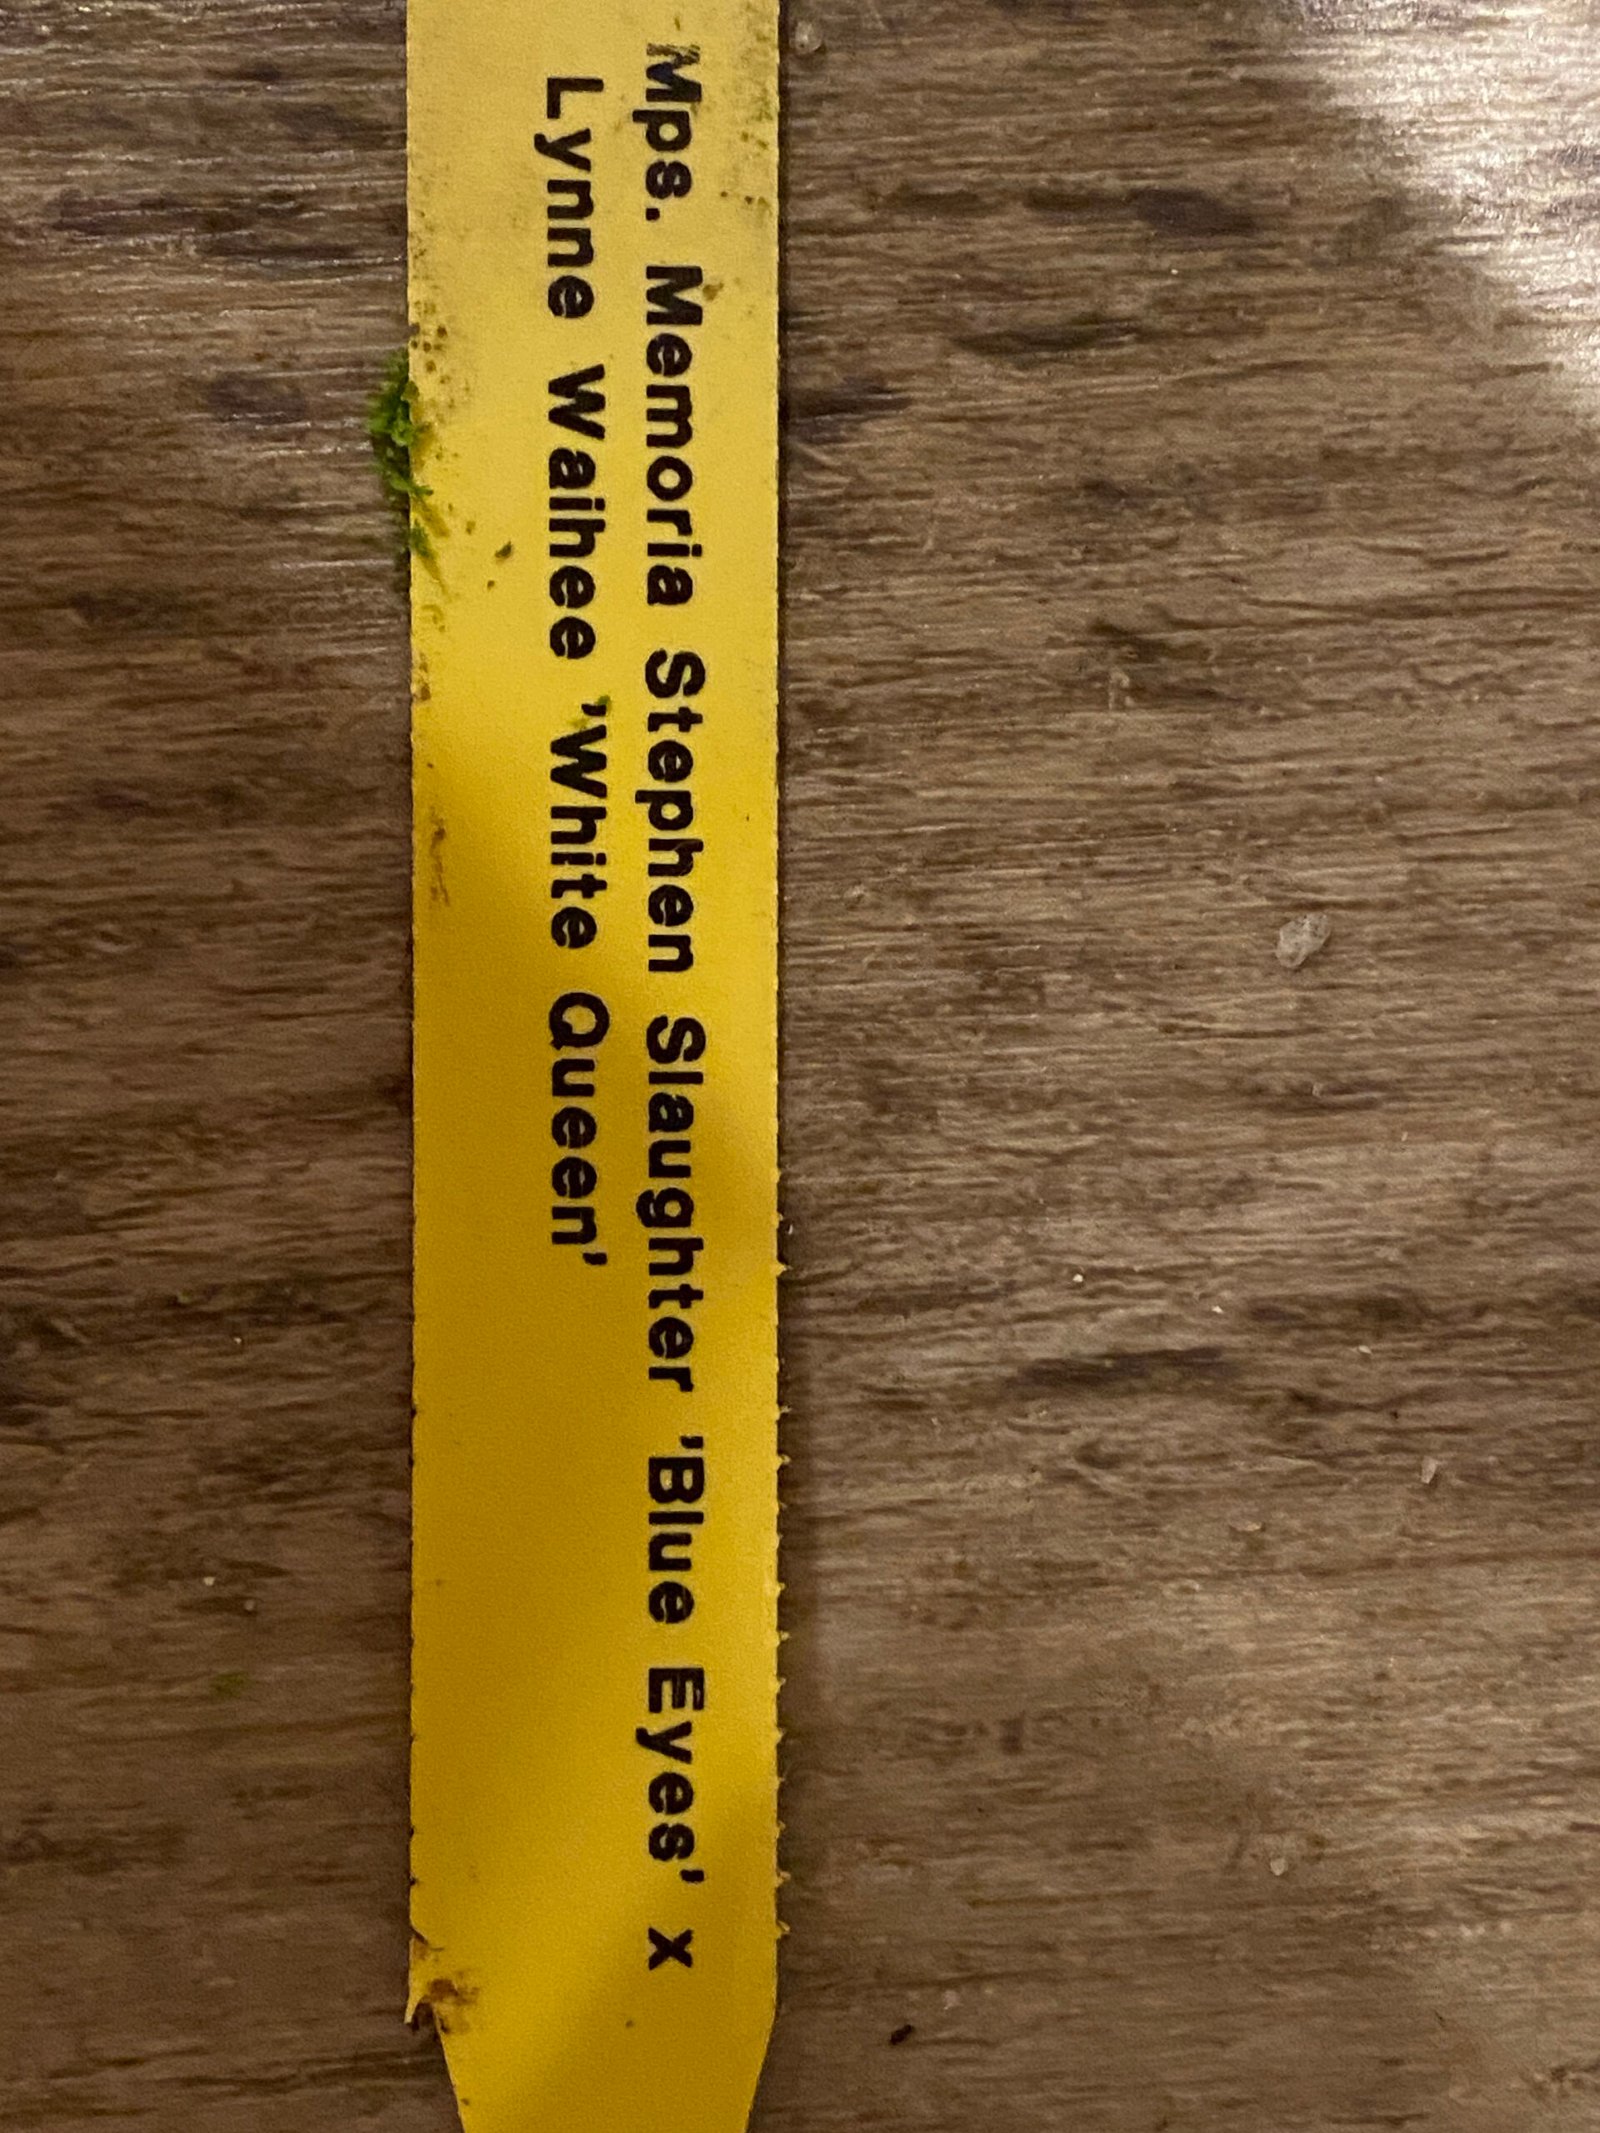 Mps. Memoria Stephen Slaughter 'Blue Eyes' x
Lynne Waihee 'White Queen'